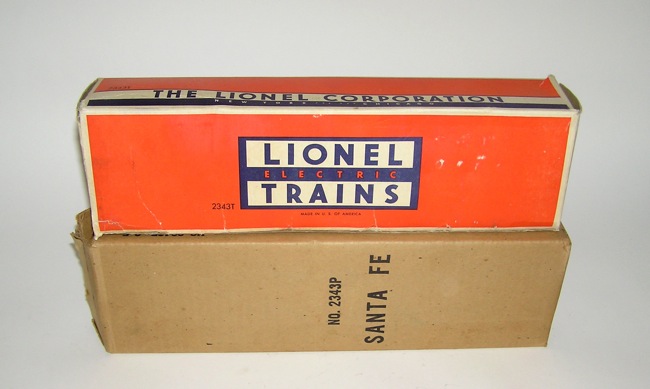 THE LIONEL CORPORATION
LIONEL
ELECTRIC
TRAINS
2343T
MADE IN U. S. OF AMERICA
NO. 2343P
SANTA FE